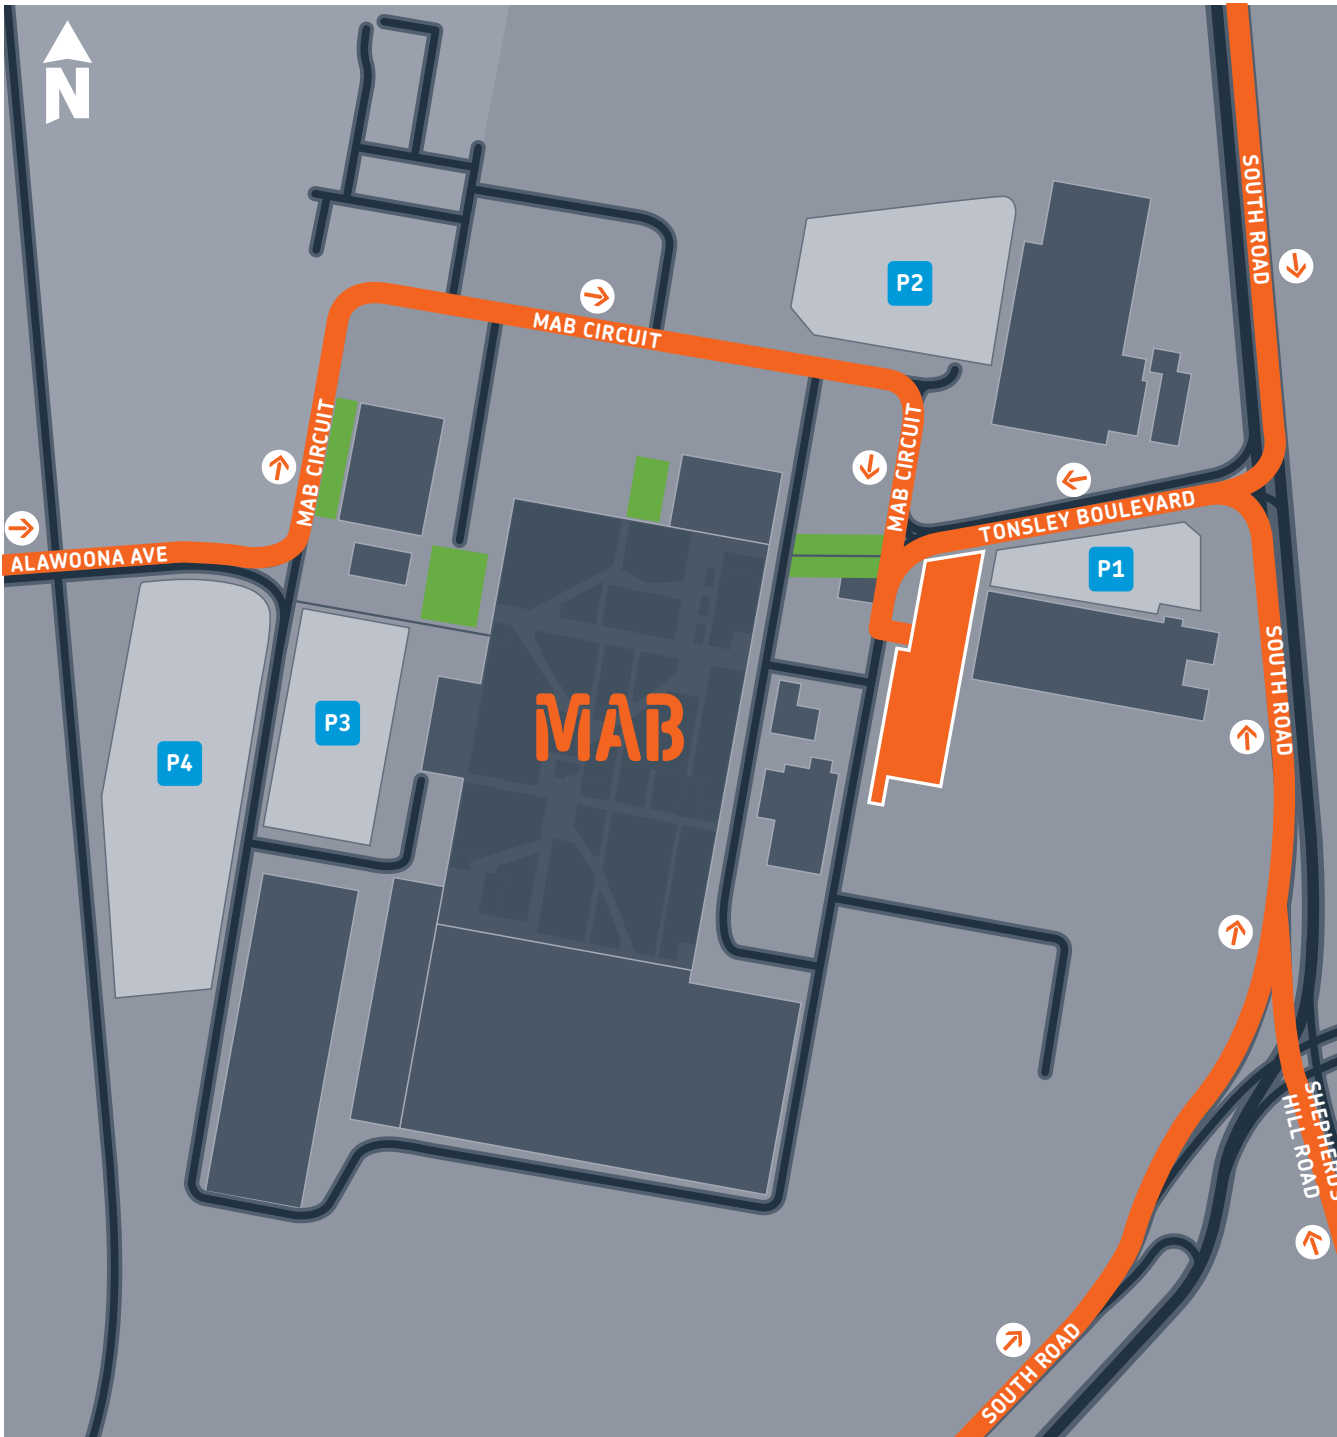 N
SOUTH ROAD
P2
MAB CIRCUIT
MAB CIRCUIT
MAB CIRCUIT
TONSLEY BOULEVARD
ALAWOONA AVE
P1
SOUTH ROAD
P3
MAB
P4
SHEPHERDS
HILL ROAD
SOUTH ROAD